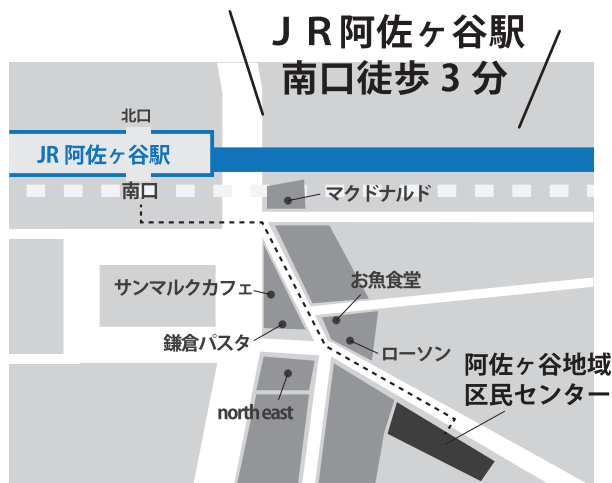 ＪＲ阿佐ヶ谷駅
南口徒歩３分
北口
JR 阿佐ヶ谷駅
南口
マクドナルド
サンマルクカフェ
お魚食堂
鎌倉パスタ
ローソン
阿佐ヶ谷地域
区民センター
north east